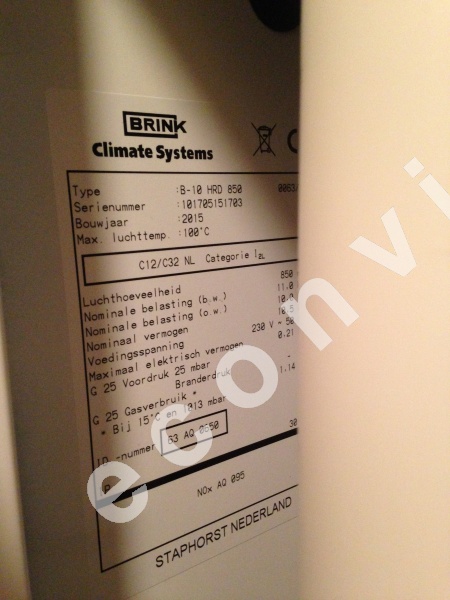 BRINK
Climate Systems
Type :B-10 HRD 850 0063/
Serienummer :101705151703
Bouwjaar :2015
Max. luchttemp. :100°C
C12/C32 NL Categorie I2L
Luchthoeveelheid 850
Nominale belasting (b.w.) 11.0
Nominale belasting (o.w.) 10.0
Nominaal vermogen
Voedingsspanning 230 V ~ 50
Maximaal elektrisch vermogen 0.21
G 25 Voordruk 25 mbar
Branderdruk -
G 25 Gasverbruik * 1.14
* Bij 15°C en 1013 mbar
ID.-nummer 63 AQ 0550 30
NOx AQ 095
STAPHORST NEDERLAND
econvi